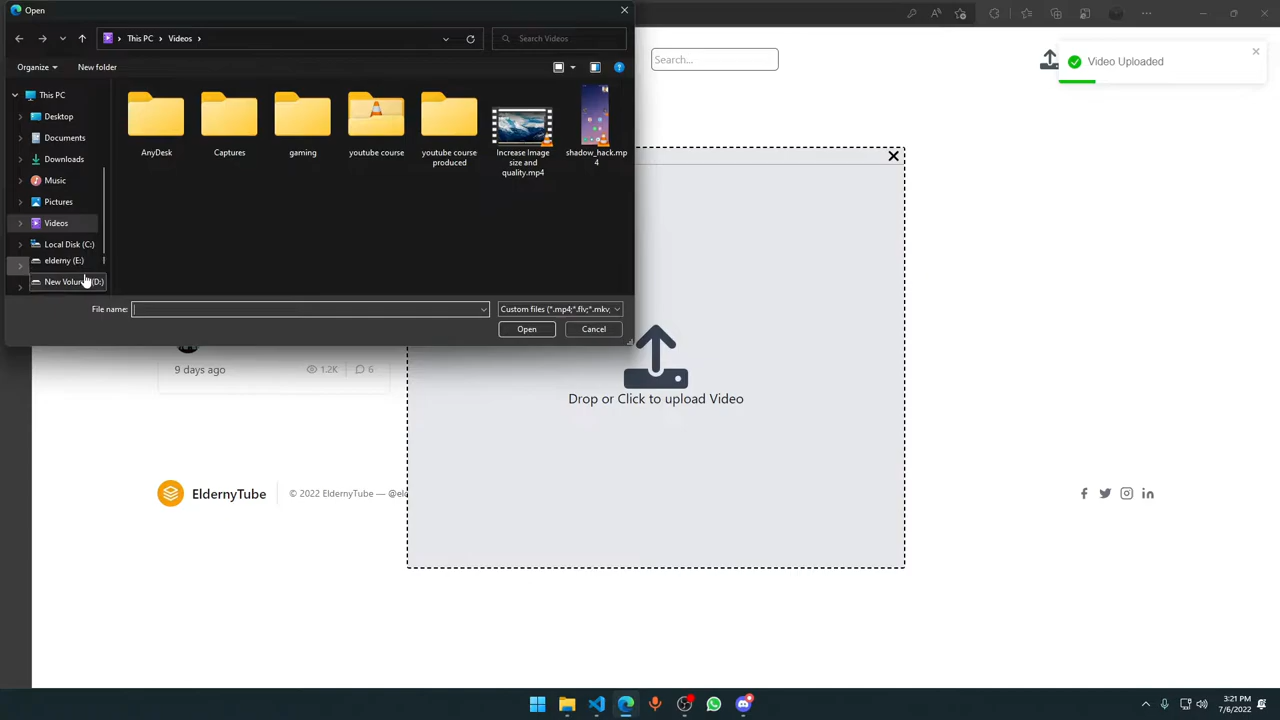 Open
This PC > Videos >
Search Videos
Organize
New folder
This PC
Desktop
Documents
Downloads
Music
Pictures
Videos
Local Disk (C:)
elderny (E:)
(D:)
AnyDesk
Captures
gaming
youtube course
youtube course
produced
Increase Image
size and
quality.mp4
shadow_hack.mp
4
File name:
Custom files (*.mp4;*.flv;*.mkv;
Open
Cancel
Search...
Video Uploaded
Drop or Click to upload Video
9 days ago
1.2K
6
EldernyTube
© 2022 EldernyTube —
3:21 PM
7/6/2022